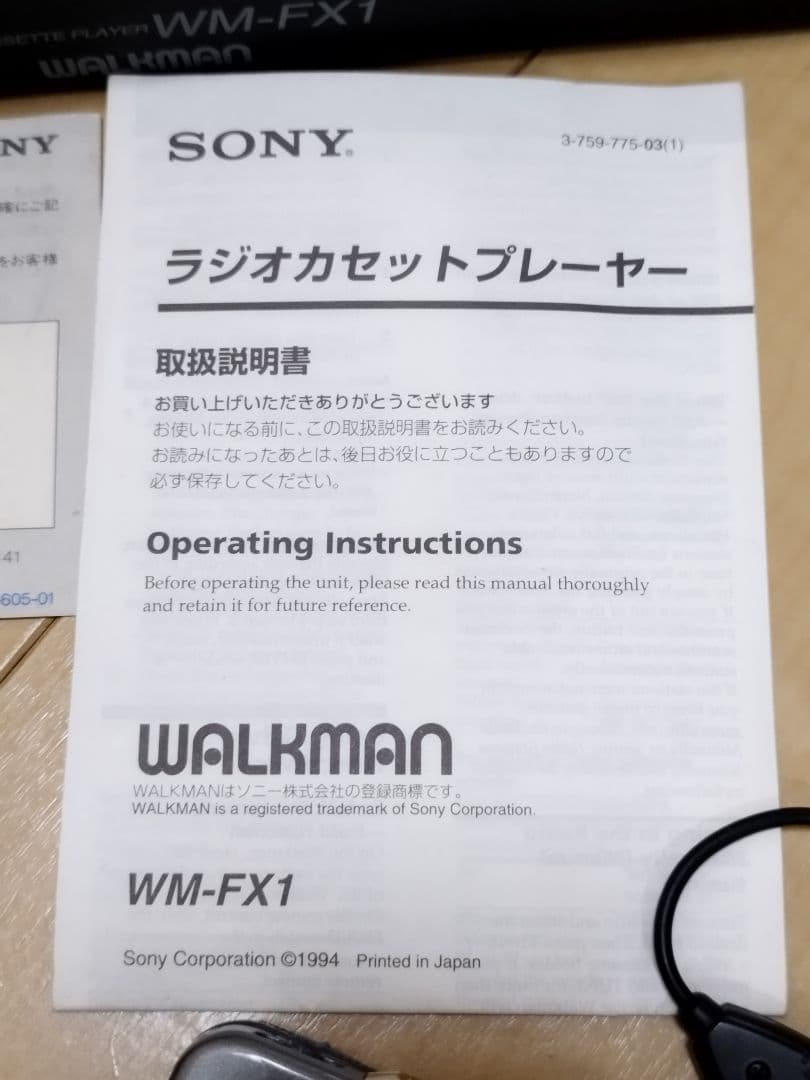 WM-FX1
WALKMAN
SONY
3-759-775-03(1)
ラジオカセットプレーヤー
取扱説明書
お買い上げいただきありがとうございます
お使いになる前に、この取扱説明書をお読みください。
お読みになったあとは、後日お役に立つこともありますので
必ず保存してください。
Operating Instructions
Before operating the unit, please read this manual thoroughly
and retain it for future reference.
WALKMAN
WALKMANはソニー株式会社の登録商標です。
WALKMAN is a registered trademark of Sony Corporation.
WM-FX1
Sony Corporation ©1994 Printed in Japan
NY
確にご記
をお客様
41
605-01